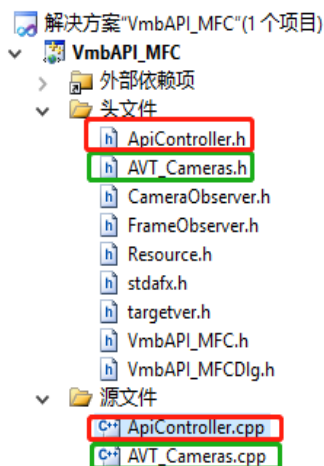 解决方案"VmbAPI_MFC"(1 个项目)
VmbAPI_MFC
外部依赖项
头文件
ApiController.h
AVT_Cameras.h
CameraObserver.h
FrameObserver.h
Resource.h
stdafx.h
targetver.h
VmbAPI_MFC.h
VmbAPI_MFCDlg.h
源文件
ApiController.cpp
AVT_Cameras.cpp